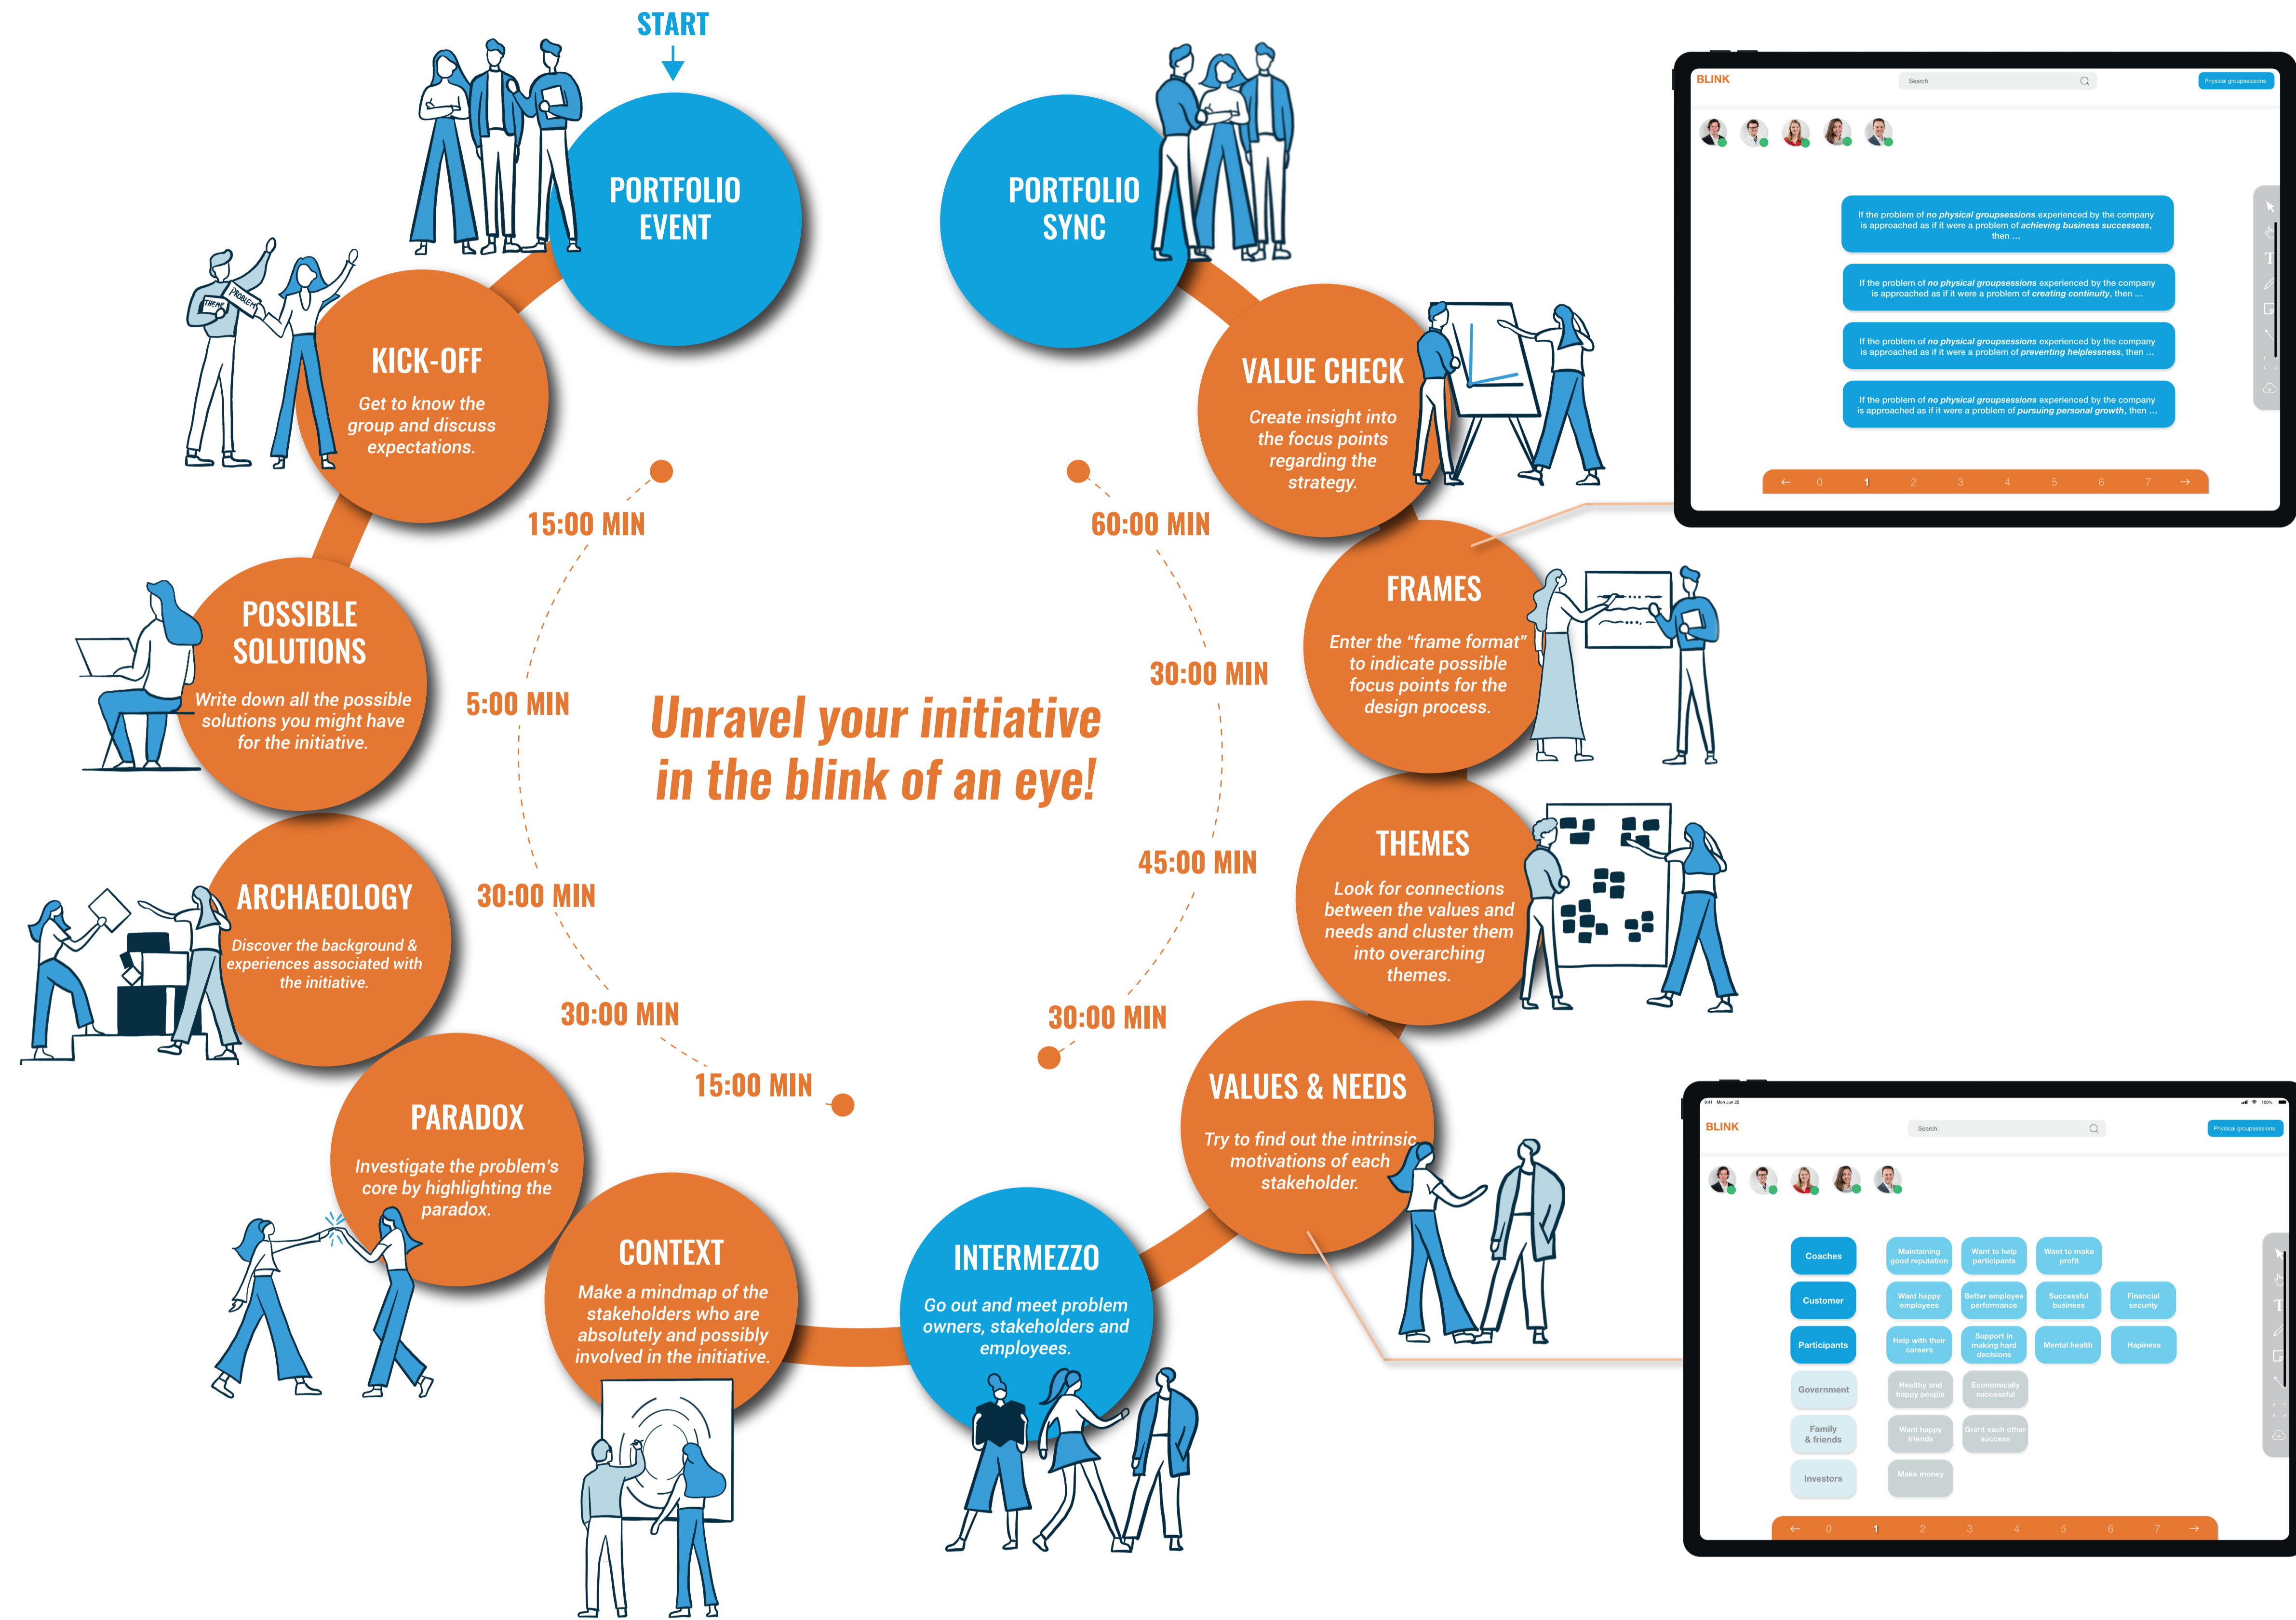 START
PORTFOLIO
EVENT
KICK-OFF
Get to know the
group and discuss
expectations.
THEME
PROBLEM
POSSIBLE
SOLUTIONS
Write down all the possible
solutions you might have
for the initiative.
ARCHAEOLOGY
Discover the background &
experiences associated with
the initiative.
PARADOX
Investigate the problem's
core by highlighting the
paradox.
CONTEXT
Make a mindmap of the
stakeholders who are
absolutely and possibly
involved in the initiative.
INTERMEZZO
Go out and meet problem
owners, stakeholders and
employees.
VALUES & NEEDS
Try to find out the intrinsic
motivations of each
stakeholder.
THEMES
Look for connections
between the values and
needs and cluster them
into overarching
themes.
FRAMES
Enter the “frame format”
to indicate possible
focus points for the
design process.
VALUE CHECK
Create insight into
the focus points
regarding the
strategy.
PORTFOLIO
SYNC
15:00 MIN
5:00 MIN
30:00 MIN
30:00 MIN
15:00 MIN
30:00 MIN
45:00 MIN
30:00 MIN
60:00 MIN
Unravel your initiative
in the blink of an eye!
BLINK
Search
Physical groupsessions
If the problem of no physical groupsessions experienced by the company
is approached as if it were a problem of achieving business successess,
then ...
If the problem of no physical groupsessions experienced by the company
is approached as if it were a problem of creating continuity, then ...
If the problem of no physical groupsessions experienced by the company
is approached as if it were a problem of preventing helplessness, then ...
If the problem of no physical groupsessions experienced by the company
is approached as if it were a problem of pursuing personal growth, then ...
T
← 0 1 2 3 4 5 6 7 →
9:41 Mon Jun 22
100%
BLINK
Search
Physical groupsessions
Coaches
Maintaining
good reputation
Want to help
participants
Want to make
profit
Customer
Want happy
employees
Better employee
performance
Successful
business
Financial
security
Participants
Help with their
careers
Support in
making hard
decisions
Mental health
Hapiness
Government
Healthy and
happy people
Economically
successful
Family
& friends
Want happy
friends
Grant each other
success
Investors
Make money
T
← 0 1 2 3 4 5 6 7 →